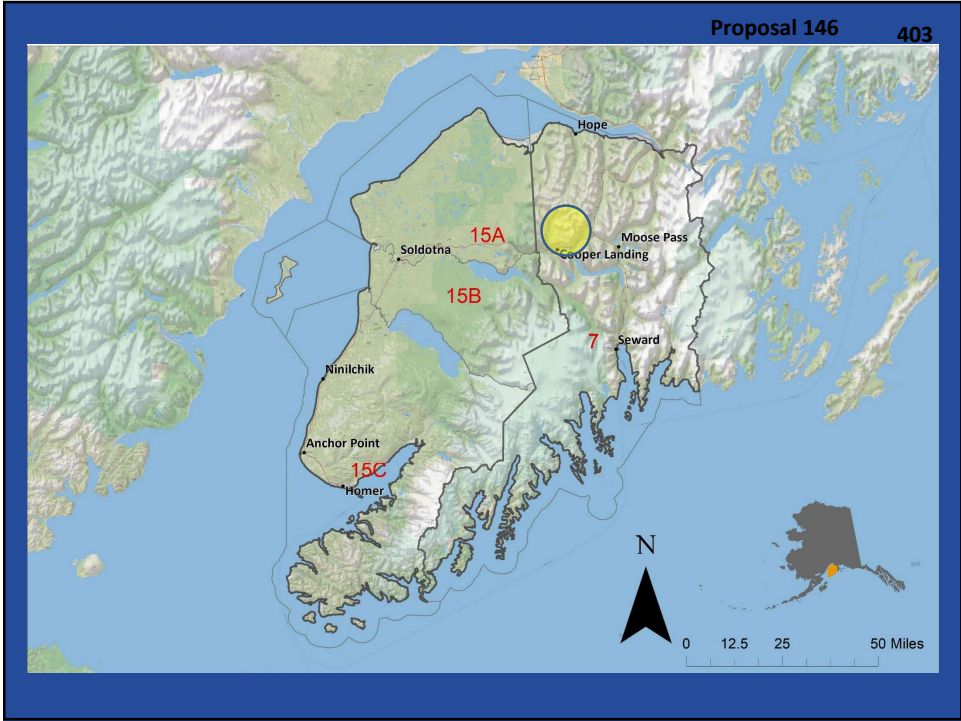 Proposal 146
403
Hope
15A
Moose Pass
Soldotna
Cooper Landing
15B
7
Seward
Ninilchik
Anchor Point
15C
Homer
N
0 12.5 25 50 Miles